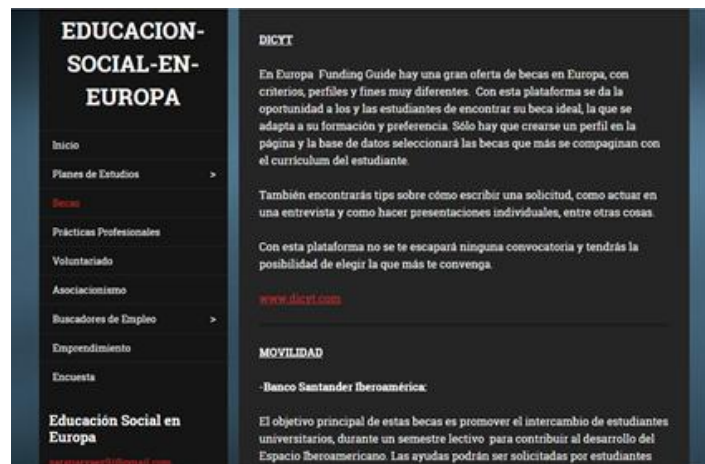 EDUCACION-
SOCIAL-EN-
EUROPA
Inicio
Planes de Estudios >
Becas
Prácticas Profesionales
Voluntariado
Asociacionismo
Buscadores de Empleo >
Emprendimiento
Encuesta
Educación Social en
Europa
DICYT
En Europa Funding Guide hay una gran oferta de becas en Europa, con
criterios, perfiles y fines muy diferentes. Con esta plataforma se da la
oportunidad a los y las estudiantes de encontrar su beca ideal, la que se
adapta a su formación y preferencia. Sólo hay que crearse un perfil en la
página y la base de datos seleccionará las becas que más se compaginan con
el currículum del estudiante.
También encontrarás tips sobre cómo escribir una solicitud, como actuar en
una entrevista y como hacer presentaciones individuales, entre otras cosas.
Con esta plataforma no se te escapará ninguna convocatoria y tendrás la
posibilidad de elegir la que más te convenga.
www.dicyt.com
MOVILIDAD
-Banco Santander Iberoamérica:
El objetivo principal de estas becas es promover el intercambio de estudiantes
universitarios, durante un semestre lectivo para contribuir al desarrollo del
Espacio Iberoamericano. Las ayudas podrán ser solicitadas por estudiantes